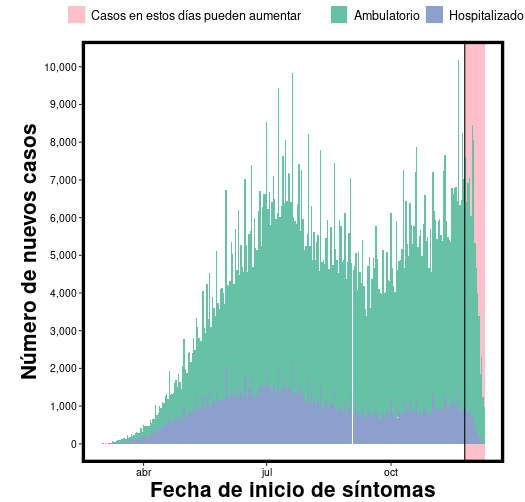 Casos en estos días pueden aumentar Ambulatorio Hospitalizado
Número de nuevos casos
10,000
9,000
8,000
7,000
6,000
5,000
4,000
3,000
2,000
1,000
0
abr jul oct
Fecha de inicio de síntomas